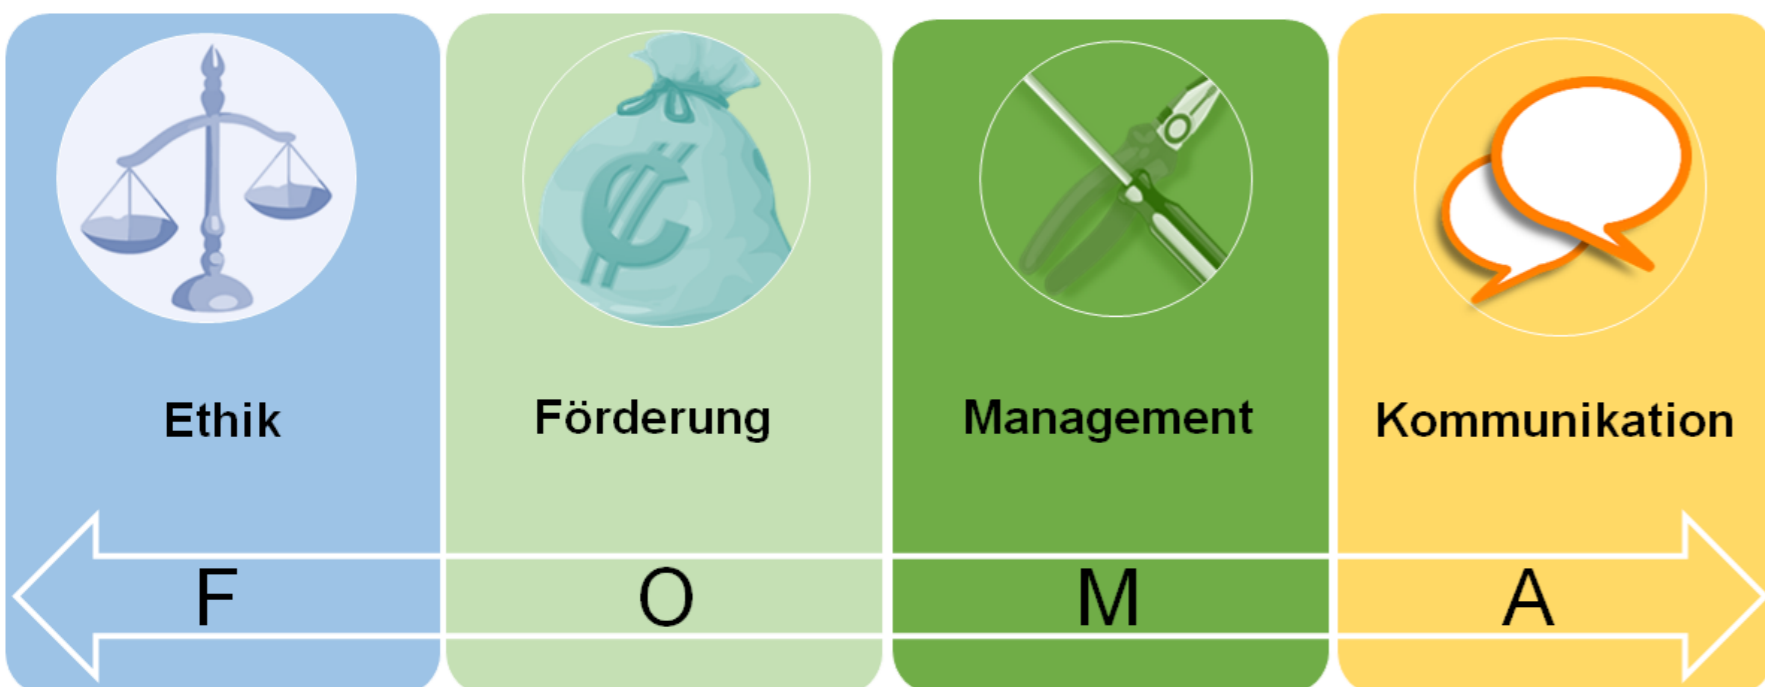 Ethik
Förderung
Management
Kommunikation
F O M A